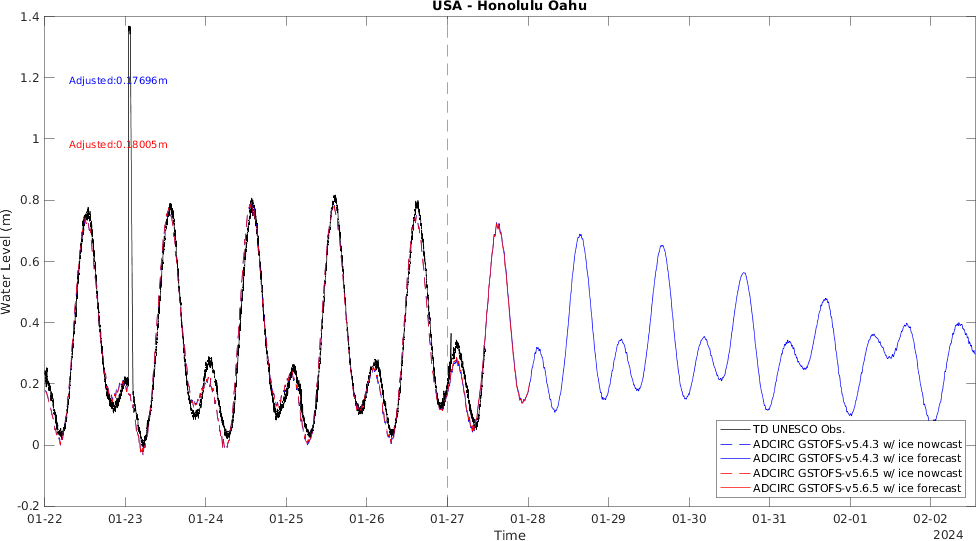 USA - Honolulu Oahu
1.4
1.2
1
0.8
0.6
0.4
0.2
0
-0.2
Water Level (m)
Adjusted:0.17696m
Adjusted:0.18005m
TD UNESCO Obs.
ADCIRC GSTOFS-v5.4.3 w/ ice nowcast
ADCIRC GSTOFS-v5.4.3 w/ ice forecast
ADCIRC GSTOFS-v5.6.5 w/ ice nowcast
ADCIRC GSTOFS-v5.6.5 w/ ice forecast
01-22 01-23 01-24 01-25 01-26 01-27 01-28 01-29 01-30 01-31 02-01 02-02
Time
2024